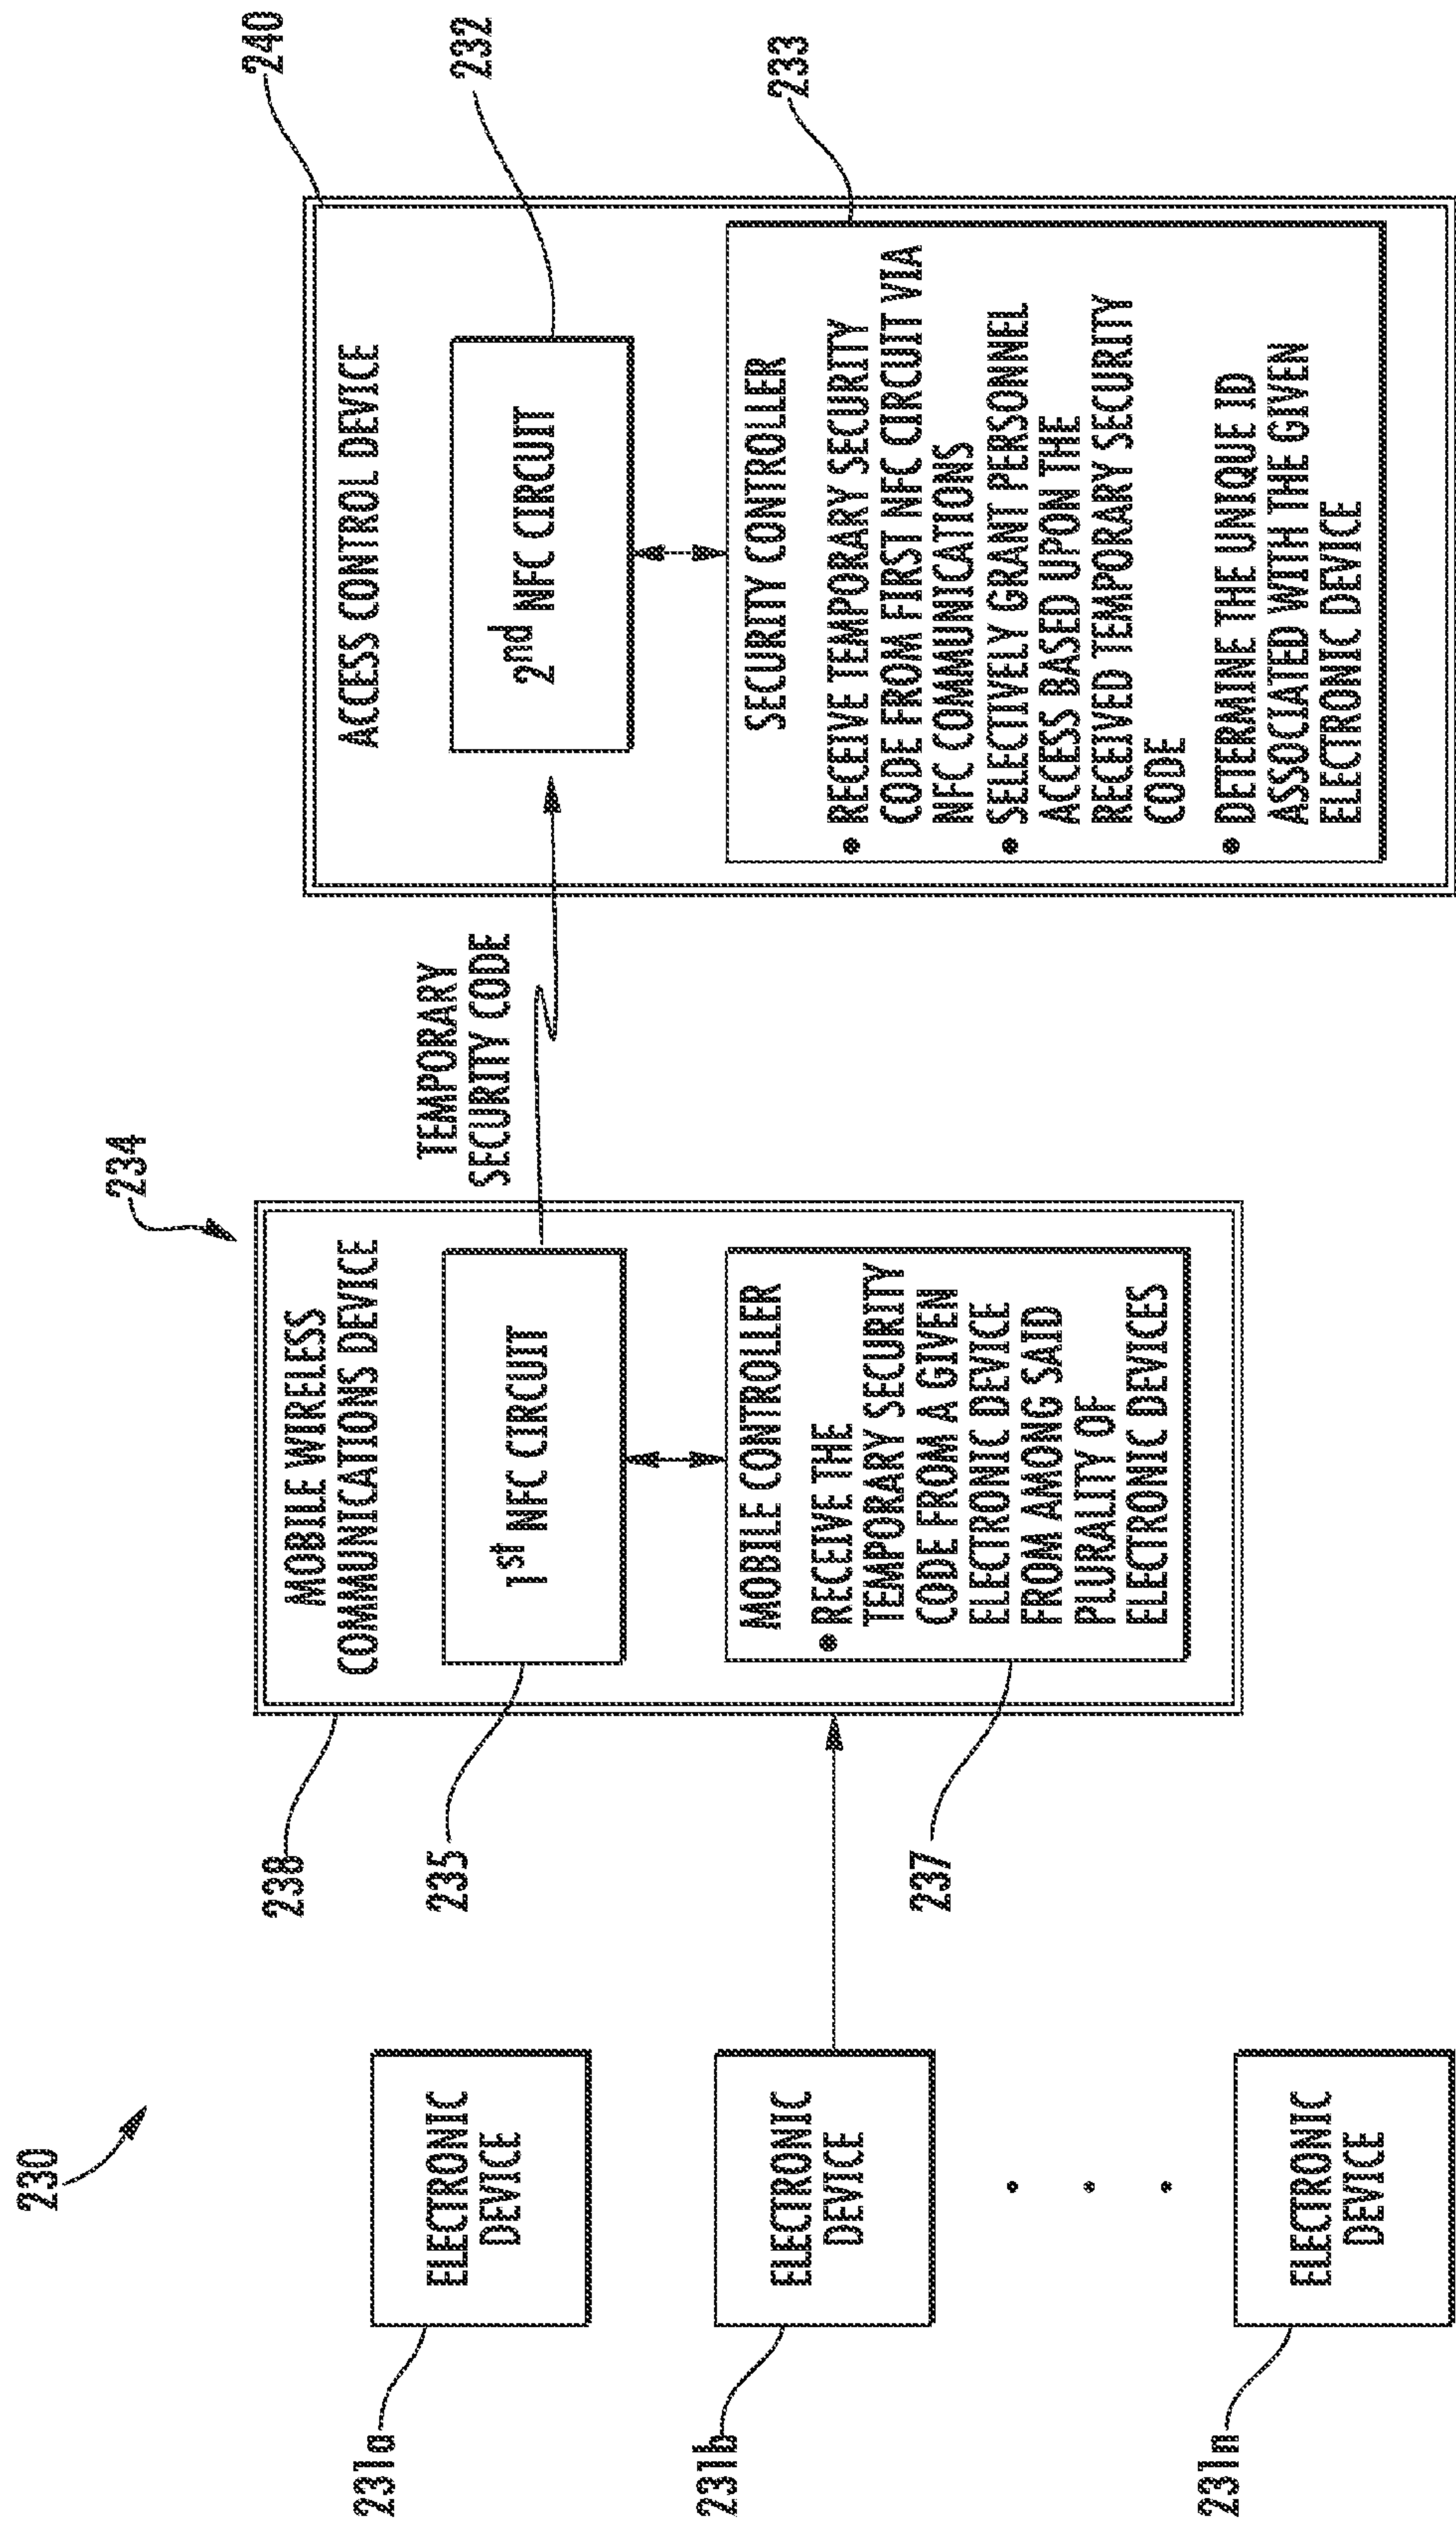 230
234
231a
ELECTRONIC
DEVICE
231b
ELECTRONIC
DEVICE
231n
ELECTRONIC
DEVICE
238
MOBILE WIRELESS
COMMUNICATIONS DEVICE
235
1st NFC CIRCUIT
237
MOBILE CONTROLLER
• RECEIVE THE
TEMPORARY SECURITY
CODE FROM A GIVEN
ELECTRONIC DEVICE
FROM AMONG SAID
PLURALITY OF
ELECTRONIC DEVICES
TEMPORARY
SECURITY CODE
240
ACCESS CONTROL DEVICE
232
2nd NFC CIRCUIT
233
SECURITY CONTROLLER
• RECEIVE TEMPORARY SECURITY
CODE FROM FIRST NFC CIRCUIT VIA
NFC COMMUNICATIONS
• SELECTIVELY GRANT PERSONNEL
ACCESS BASED UPON THE
RECEIVED TEMPORARY SECURITY
CODE
• DETERMINE THE UNIQUE ID
ASSOCIATED WITH THE GIVEN
ELECTRONIC DEVICE